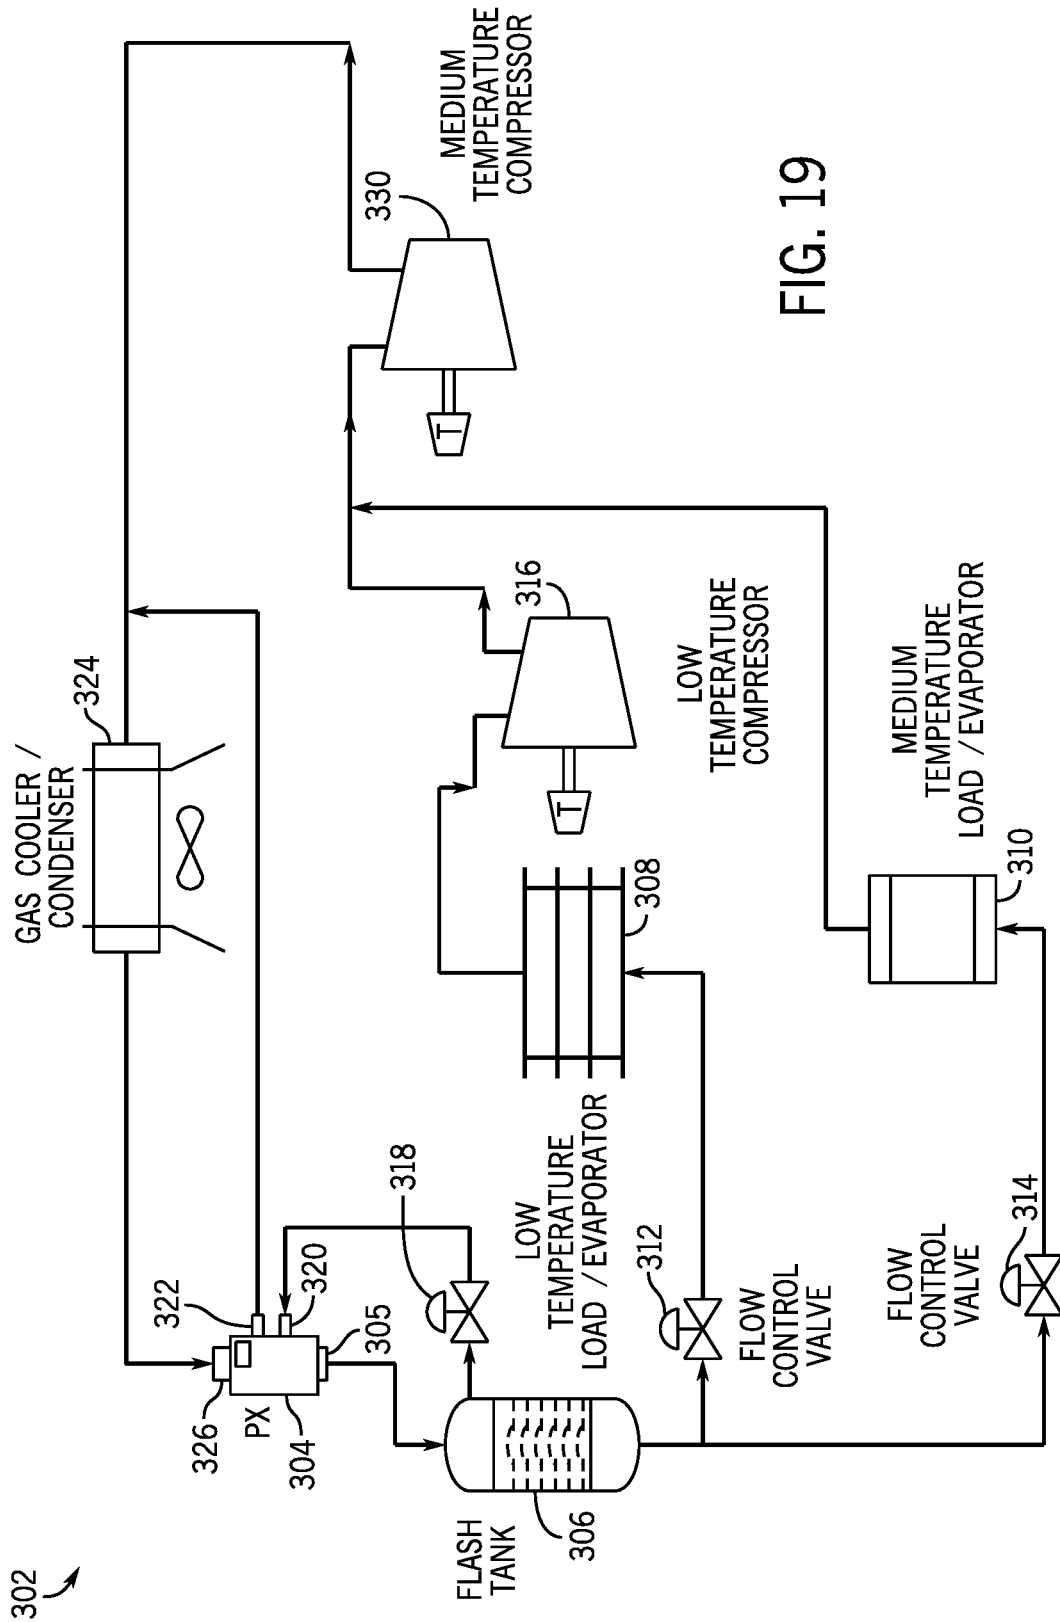 302
GAS COOLER /
CONDENSER
324
326
322
PX
304
320
305
318
FLASH
TANK
306
LOW
TEMPERATURE
LOAD / EVAPORATOR
308
312
FLOW
CONTROL
VALVE
T
316
LOW
TEMPERATURE
COMPRESSOR
T
330
MEDIUM
TEMPERATURE
COMPRESSOR
FLOW
CONTROL
VALVE
314
MEDIUM
TEMPERATURE
LOAD / EVAPORATOR
310
FIG. 19